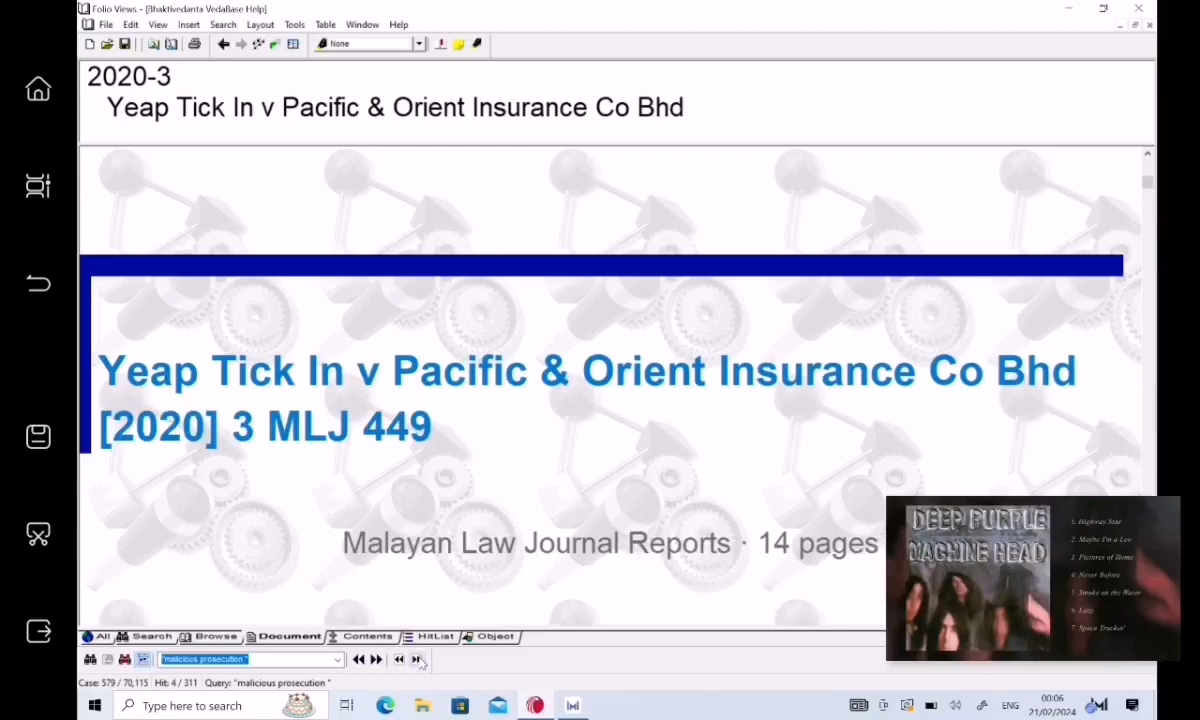 Folio Views - [Bhaktivedanta VedaBase Help]
File Edit View Insert Search Layout Tools Table Window Help
None
2020-3
Yeap Tick In v Pacific & Orient Insurance Co Bhd
Yeap Tick In v Pacific & Orient Insurance Co Bhd
[2020] 3 MLJ 449
Malayan Law Journal Reports · 14 pages
DEEP PURPLE
MACHINE HEAD
1. Highway Star
2. Maybe I'm a Leo
3. Pictures of Home
4. Never Before
5. Smoke on the Water
6. Lazy
7. Space Truckin'
All Search Browse Document Contents HitList Object
"malicious prosecution "
Case: 579 / 70,115 Hit: 4 / 311 Query: "malicious prosecution "
Type here to search
ENG
00:06
21/02/2024